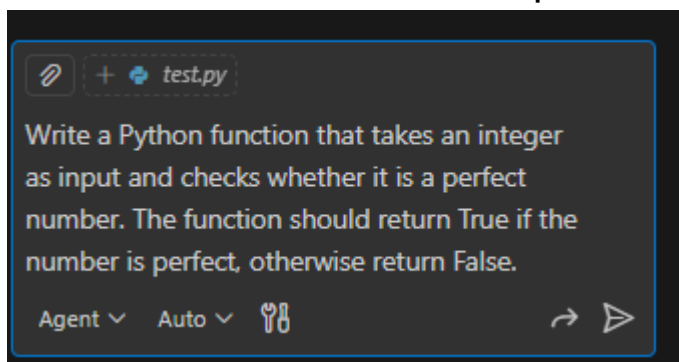 + test.py
Write a Python function that takes an integer
as input and checks whether it is a perfect
number. The function should return True if the
number is perfect, otherwise return False.
Agent Auto